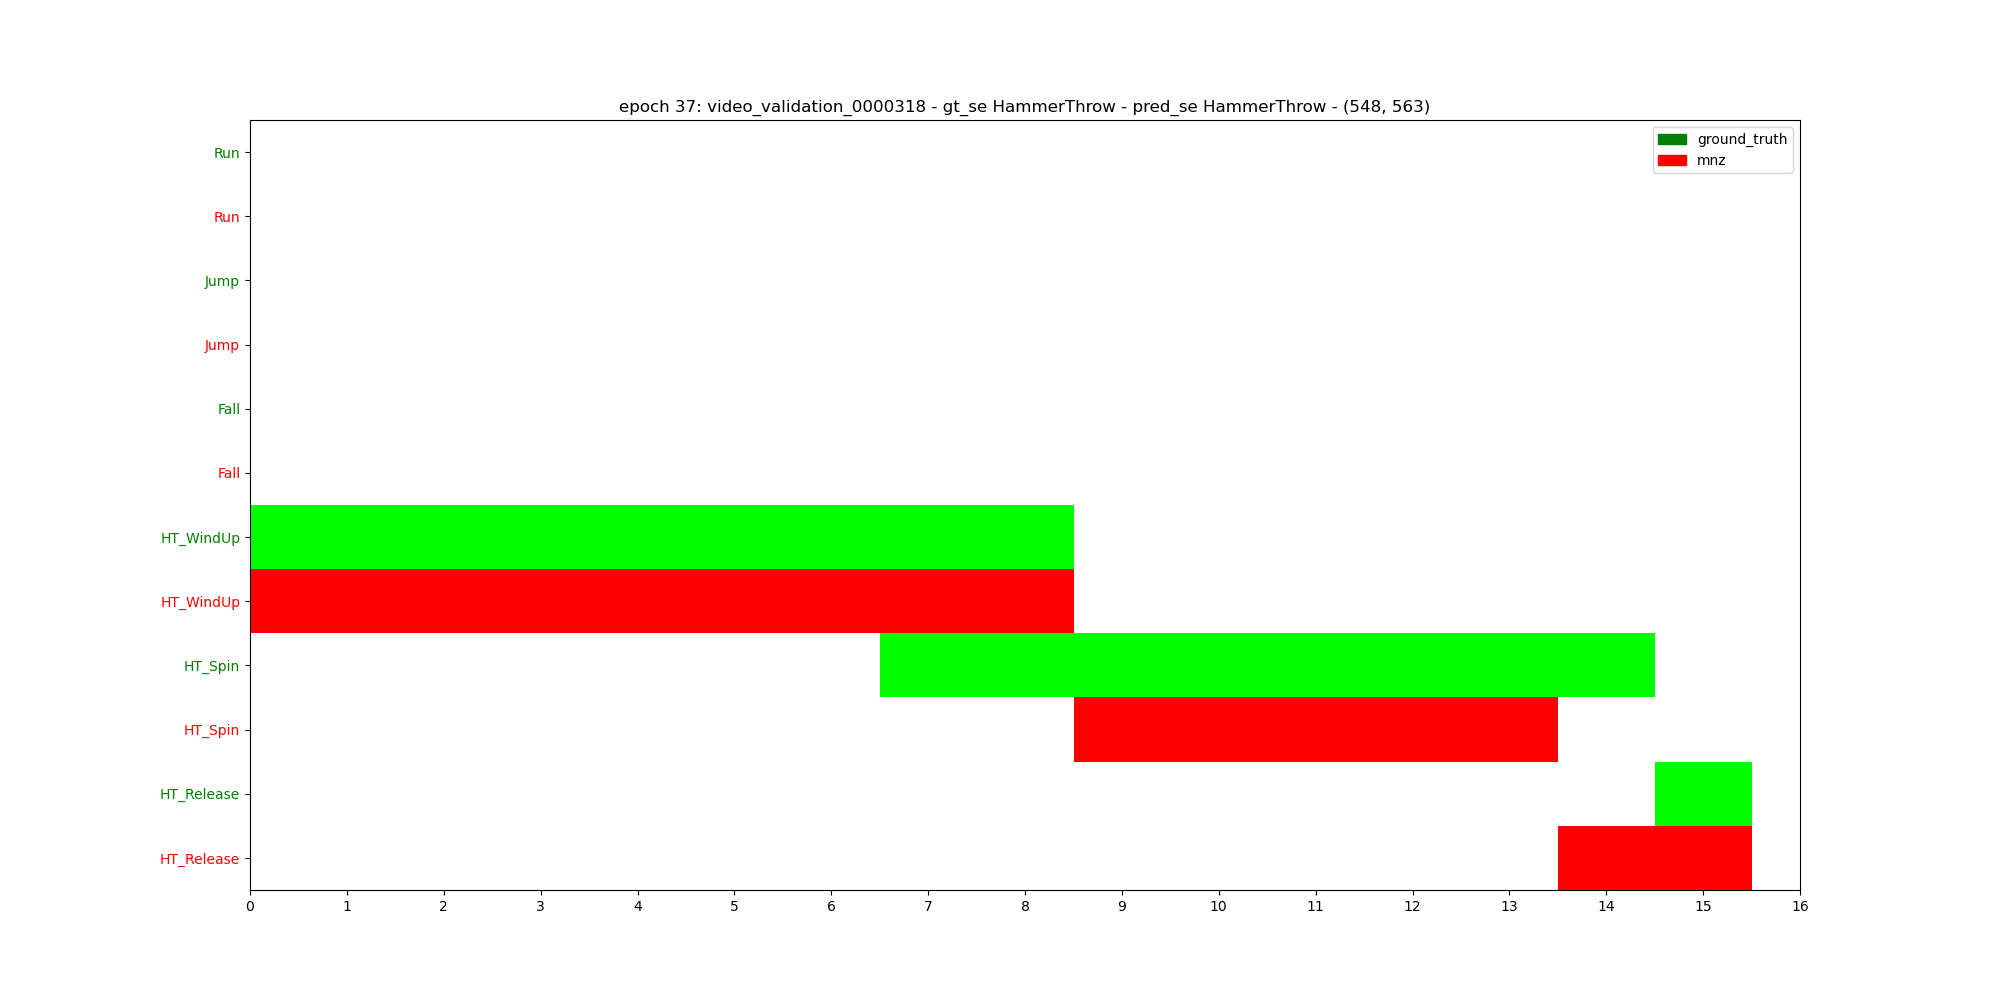 epoch 37: video_validation_0000318 - gt_se HammerThrow - pred_se HammerThrow - (548, 563)
ground_truth
mnz
Run
Run
Jump
Jump
Fall
Fall
HT_WindUp
HT_WindUp
HT_Spin
HT_Spin
HT_Release
HT_Release
0 1 2 3 4 5 6 7 8 9 10 11 12 13 14 15 16